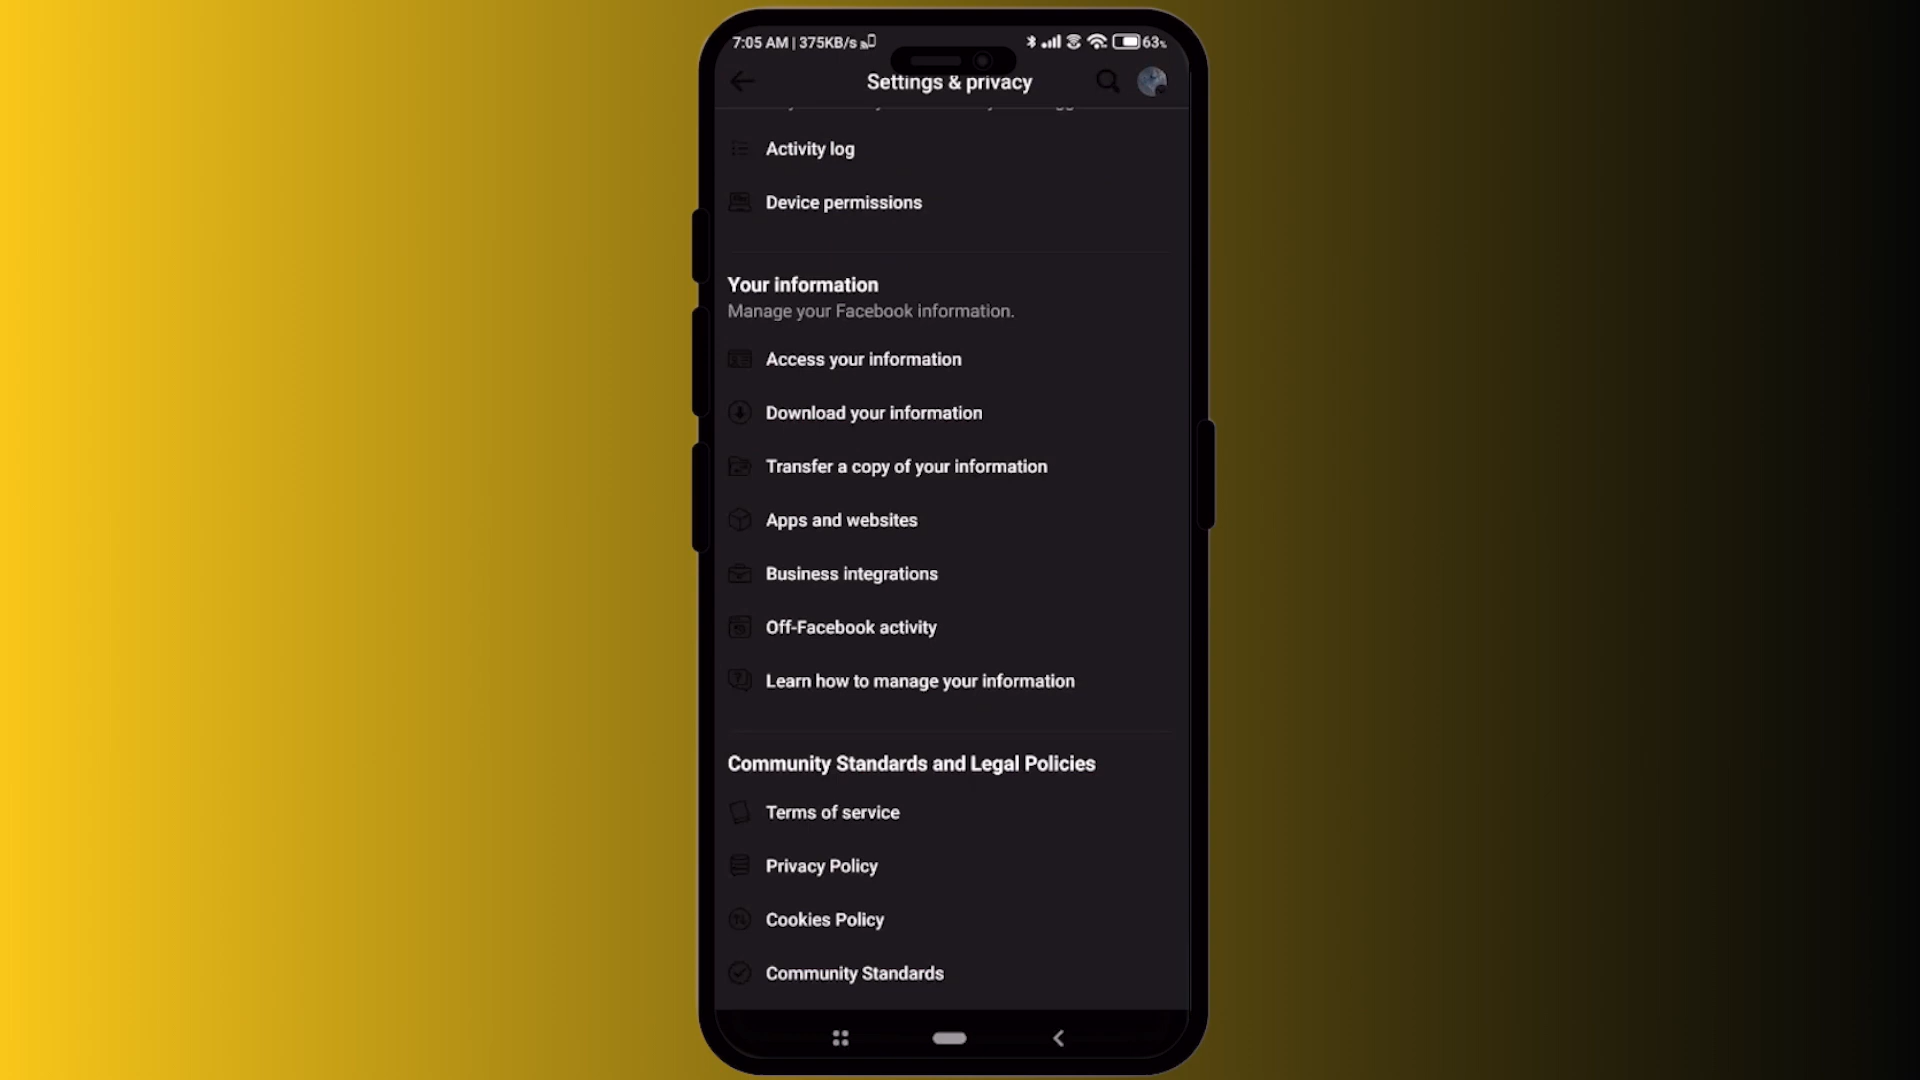 7:05 AM | 375KB/s
63%
Settings & privacy
Activity log
Device permissions
Your information
Manage your Facebook information.
Access your information
Download your information
Transfer a copy of your information
Apps and websites
Business integrations
Off-Facebook activity
Learn how to manage your information
Community Standards and Legal Policies
Terms of service
Privacy Policy
Cookies Policy
Community Standards